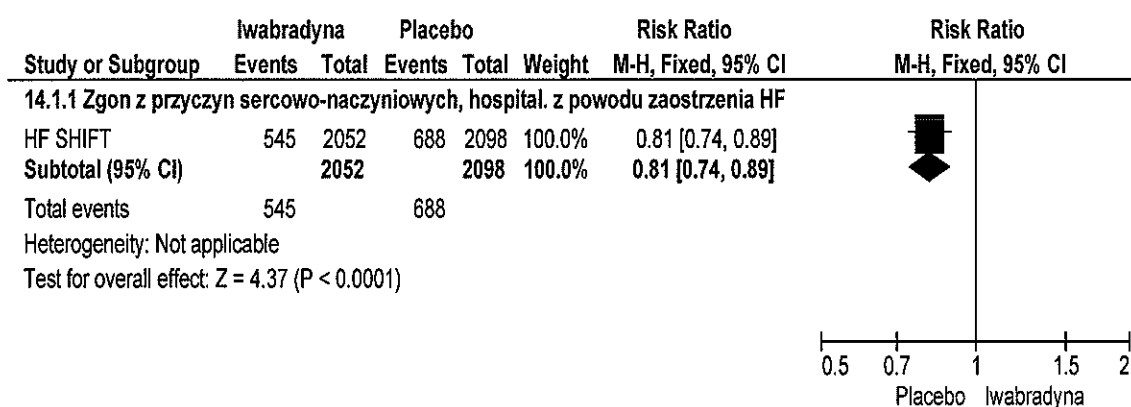 Iwabradyna Placebo Risk Ratio Risk Ratio
Study or Subgroup Events Total Events Total Weight M-H, Fixed, 95% CI M-H, Fixed, 95% CI
14.1.1 Zgon z przyczyn sercowo-naczyniowych, hospital. z powodu zaostrzenia HF
HF SHIFT 545 2052 688 2098 100.0% 0.81 [0.74, 0.89]
Subtotal (95% CI) 2052 2098 100.0% 0.81 [0.74, 0.89]
Total events 545 688
Heterogeneity: Not applicable
Test for overall effect: Z = 4.37 (P < 0.0001)
0.5 0.7 1 1.5 2
Placebo Iwabradyna